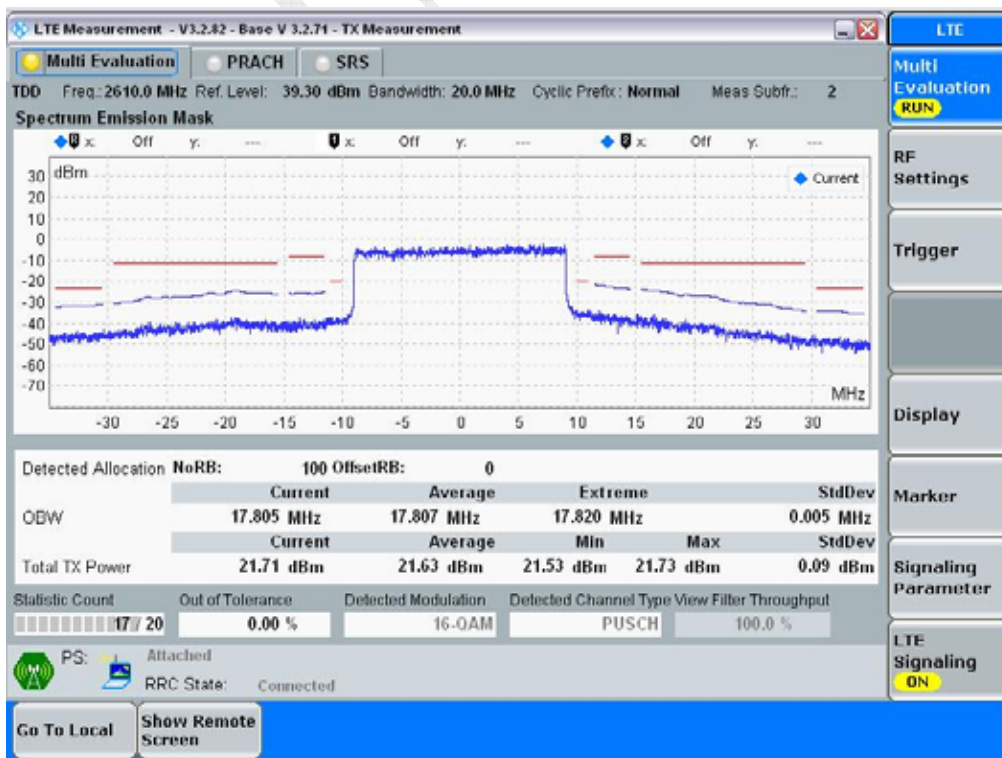 LTE Measurement - V3.2.82 - Base V 3.2.71 - TX Measurement
LTE
Multi Evaluation PRACH SRS
Multi
Evaluation
RUN
TDD Freq.: 2610.0 MHz Ref. Level: 39.30 dBm Bandwidth: 20.0 MHz Cyclic Prefix: Normal Meas Subfr.: 2
Spectrum Emission Mask
x: Off y: --- 1 x: Off y: --- 2 x: Off y: ---
dBm
Current
30
20
10
0
-10
-20
-30
-40
-50
-60
-70
MHz
-30 -25 -20 -15 -10 -5 0 5 10 15 20 25 30
RF
Settings
Trigger
Display
Marker
Signaling
Parameter
LTE
Signaling
ON
Detected Allocation NoRB: 100 OffsetRB: 0
Current Average Extreme StdDev
OBW 17.805 MHz 17.807 MHz 17.820 MHz 0.005 MHz
Current Average Min Max StdDev
Total TX Power 21.71 dBm 21.63 dBm 21.53 dBm 21.73 dBm 0.09 dBm
Statistic Count Out of Tolerance Detected Modulation Detected Channel Type View Filter Throughput
17 / 20 0.00 % 16-QAM PUSCH 100.0 %
PS: Attached
RRC State: Connected
Go To Local
Show Remote
Screen